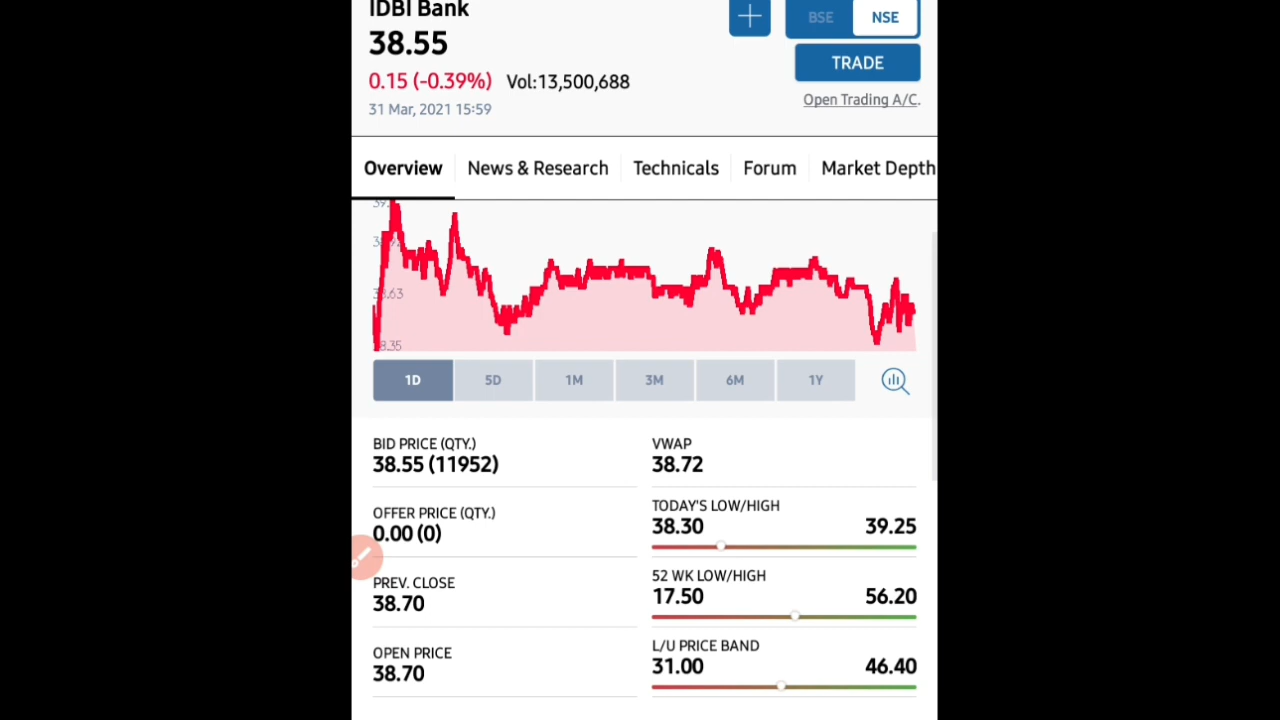 IDBI Bank
38.55
0.15 (-0.39%) Vol:13,500,688
31 Mar, 2021 15:59
BSE NSE
TRADE
Open Trading A/C.
Overview News & Research Technicals Forum Market Depth
38.63
1D 5D 1M 3M 6M 1Y
BID PRICE (QTY.)
38.55 (11952)
VWAP
38.72
OFFER PRICE (QTY.)
0.00 (0)
TODAY'S LOW/HIGH
38.30 39.25
PREV. CLOSE
38.70
52 WK LOW/HIGH
17.50 56.20
OPEN PRICE
38.70
L/U PRICE BAND
31.00 46.40